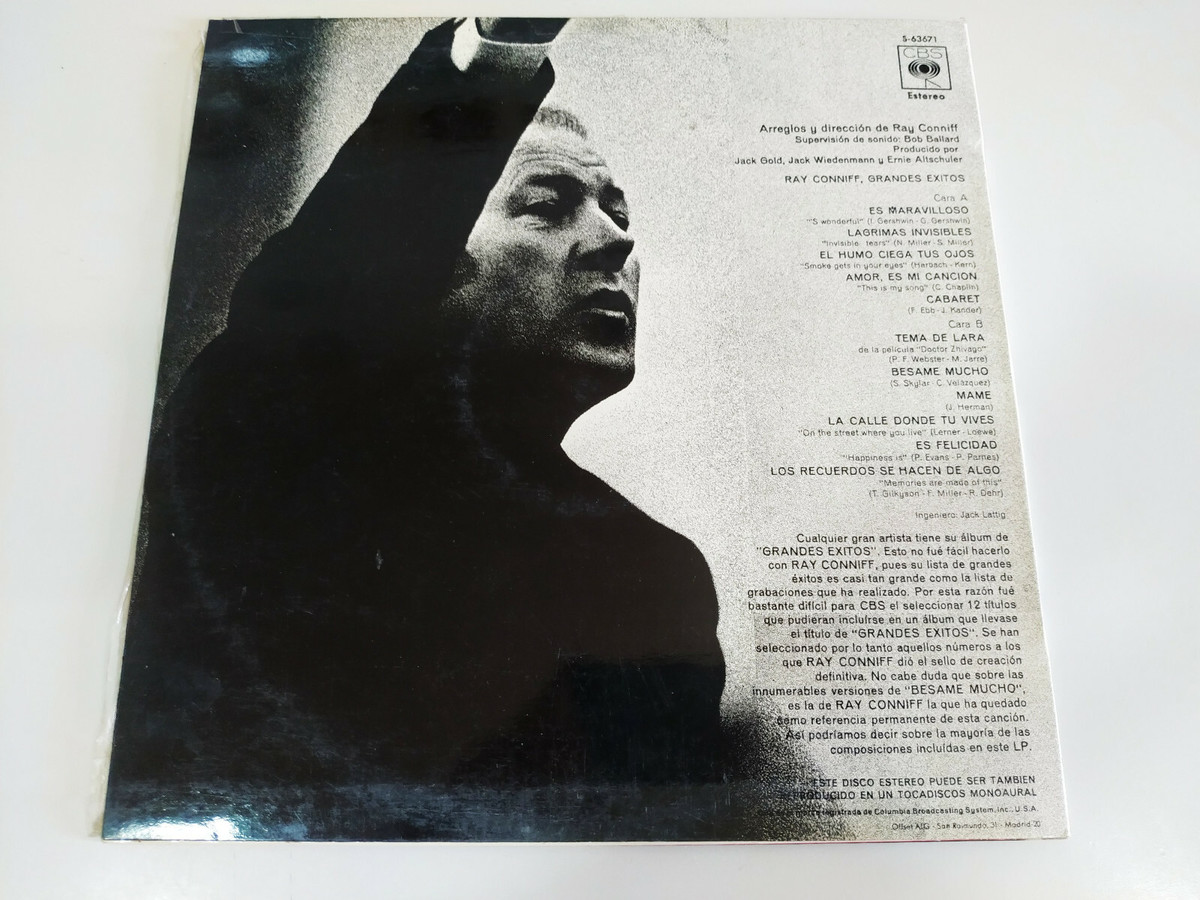 S-63671
CBS
Estereo
Arreglos y dirección de Ray Conniff
Supervisión de sonido: Bob Ballard
Producido por
Jack Gold, Jack Wiedenmann y Ernie Altschuler
RAY CONNIFF, GRANDES EXITOS
Cara A
ES MARAVILLOSO
"'S wonderful" (I. Gershwin - G. Gershwin)
LAGRIMAS INVISIBLES
"Invisible tears" (N. Miller - S. Miller)
EL HUMO CIEGA TUS OJOS
"Smoke gets in your eyes" (Harbach - Kern)
AMOR, ES MI CANCION
"This is my song" (C. Chaplin)
CABARET
(F. Ebb - J. Kander)
Cara B
TEMA DE LARA
de la película "Doctor Zhivago"
(P. F. Webster - M. Jarre)
BESAME MUCHO
(S. Skylar - C. Velázquez)
MAME
(J. Herman)
LA CALLE DONDE TU VIVES
"On the street where you live" (Lerner - Loewe)
ES FELICIDAD
"Happiness is" (P. Evans - P. Parnes)
LOS RECUERDOS SE HACEN DE ALGO
"Memories are made of this"
(T. Gilkyson - F. Miller - R. Dehr)
Ingeniero: Jack Lattig
Cualquier gran artista tiene su álbum de
"GRANDES EXITOS". Esto no fué fácil hacerlo
con RAY CONNIFF, pues su lista de grandes
éxitos es casi tan grande como la lista de
grabaciones que ha realizado. Por esta razón fué
bastante difícil para CBS el seleccionar 12 títulos
que pudieran incluírse en un álbum que llevase
el título de "GRANDES EXITOS". Se han
seleccionado por lo tanto aquellos números a los
que RAY CONNIFF dió el sello de creación
definitiva. No cabe duda que sobre las
innumerables versiones de "BESAME MUCHO",
es la de RAY CONNIFF la que ha quedado
como referencia permanente de esta canción.
Así podríamos decir sobre la mayoría de las
composiciones incluídas en este LP.
ESTE DISCO ESTEREO PUEDE SER TAMBIEN
REPRODUCIDO EN UN TOCADISCOS MONOAURAL
marca registrada de Columbia Broadcasting System, Inc., U.S.A.
Offset ALG - San Raimundo, 31 - Madrid-20